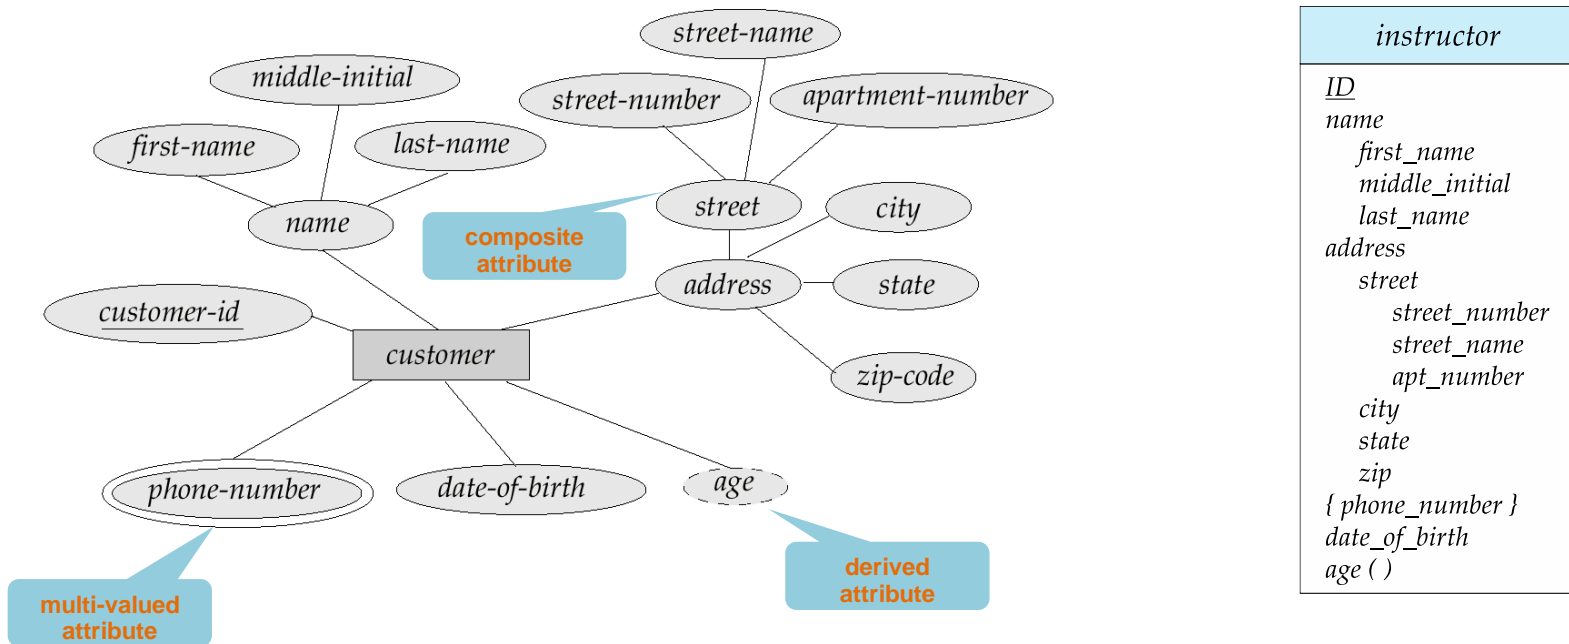 street-name
middle-initial
street-number
apartment-number
first-name
last-name
name
street
city
composite
attribute
address
state
customer-id
customer
zip-code
phone-number
date-of-birth
age
multi-valued
attribute
derived
attribute
instructor
ID
name
first_name
middle_initial
last_name
address
street
street_number
street_name
apt_number
city
state
zip
{ phone_number }
date_of_birth
age ( )